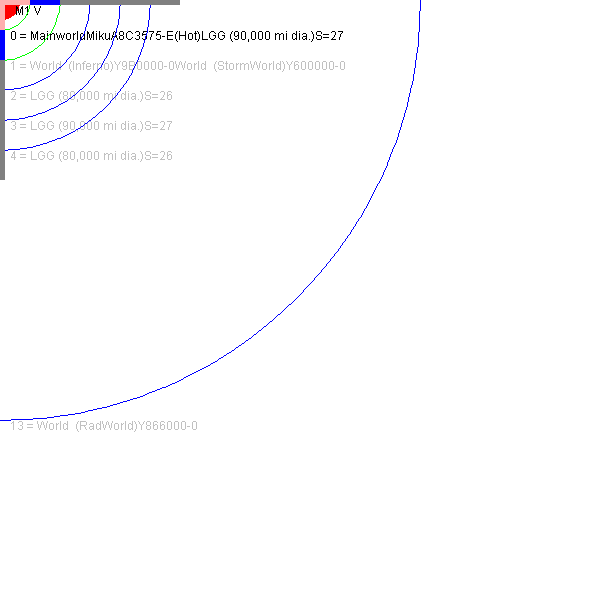 M1 V
0 = MainworldMikuA8C3575-E(Hot)LGG (90,000 mi dia.)S=27
1 = World  (Inferno)Y9B0000-0World  (StormWorld)Y600000-0
2 = LGG (80,000 mi dia.)S=26
3 = LGG (90,000 mi dia.)S=27
4 = LGG (80,000 mi dia.)S=26
13 = World  (RadWorld)Y866000-0